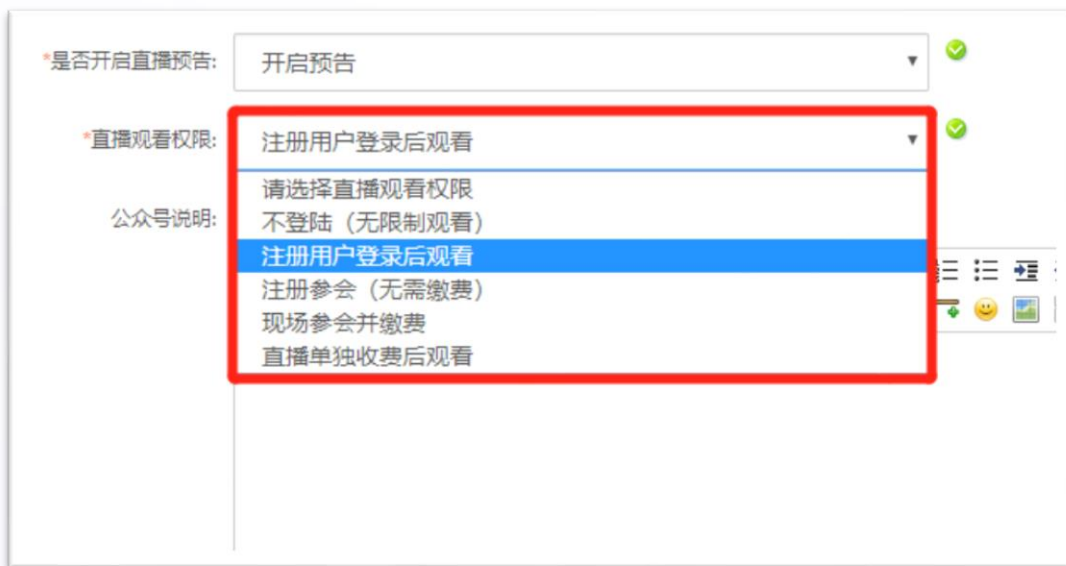 *是否开启直播预告:
开启预告
*直播观看权限:
注册用户登录后观看
请选择直播观看权限
公众号说明:
不登陆（无限制观看）
注册用户登录后观看
注册参会（无需缴费）
现场参会并缴费
直播单独收费后观看